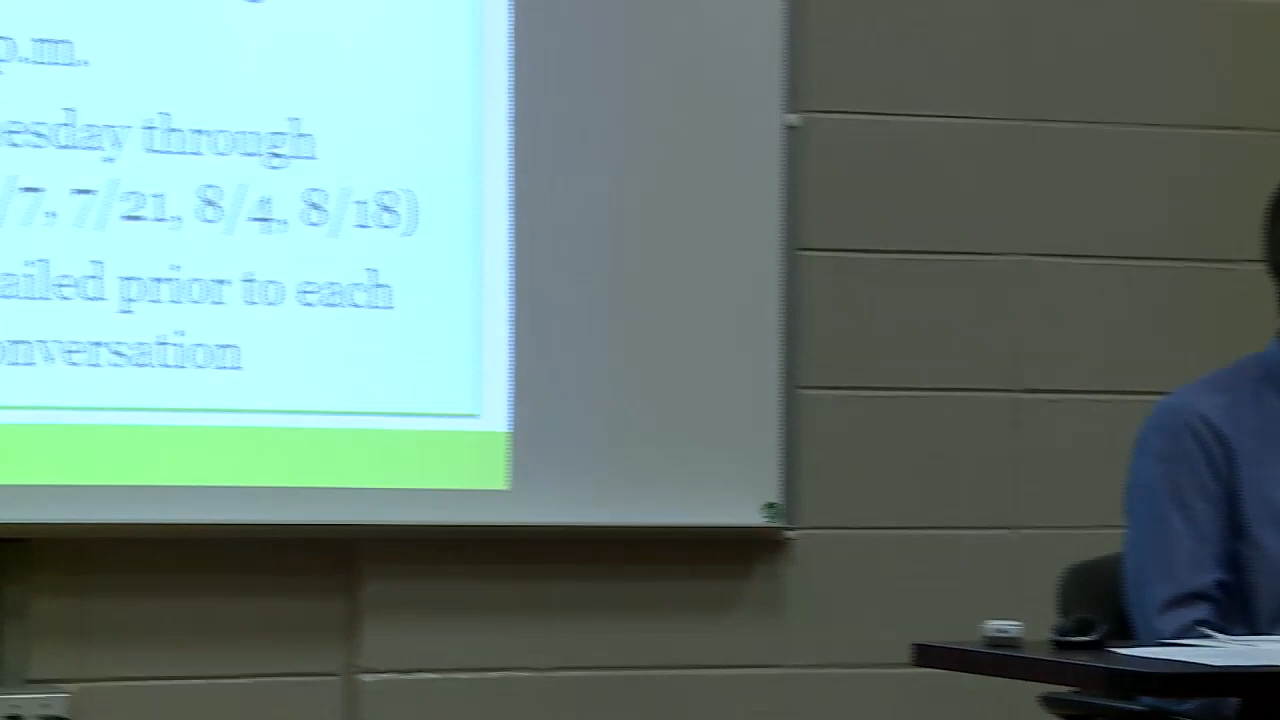 p.m.
esday through
/7, 7/21, 8/4, 8/18)
ailed prior to each
onversation